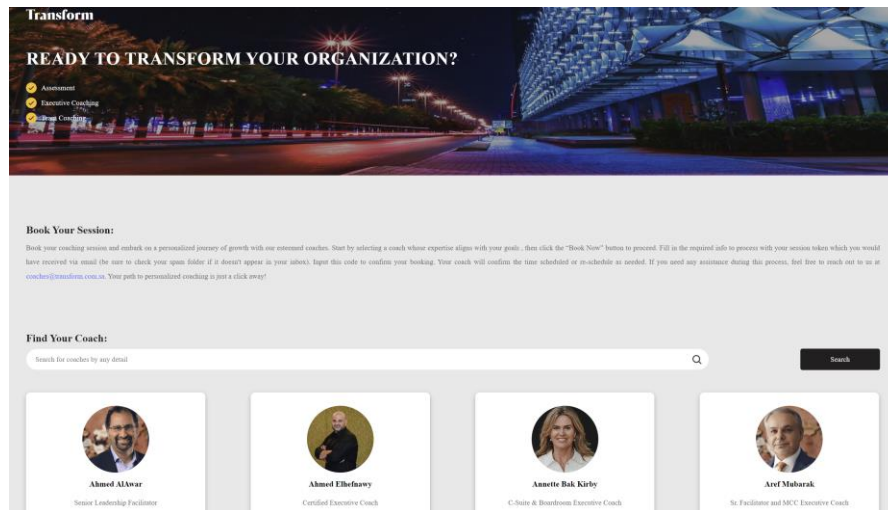 Transform
READY TO TRANSFORM YOUR ORGANIZATION?
Assessment
Executive Coaching
Team Coaching
Book Your Session:
Book your coaching session and embark on a personalized journey of growth with our esteemed coaches. Start by selecting a coach whose expertise aligns with your goals , then click the “Book Now” button to proceed. Fill in the required info to process with your session token which you would
have received via email (be sure to check your spam folder if it doesn't appear in your inbox). Input this code to confirm your booking. Your coach will confirm the time scheduled or re-schedule as needed. If you need any assistance during this process, feel free to reach out to us at
coaches@transform.com.sa. Your path to personalized coaching is just a click away!
Find Your Coach:
Search for coaches by any detail
Search
Ahmed AlAwar
Senior Leadership Facilitator
Ahmed Elhefnawy
Certified Executive Coach
Annette Bak Kirby
C-Suite & Boardroom Executive Coach
Aref Mubarak
Sr. Facilitator and MCC Executive Coach